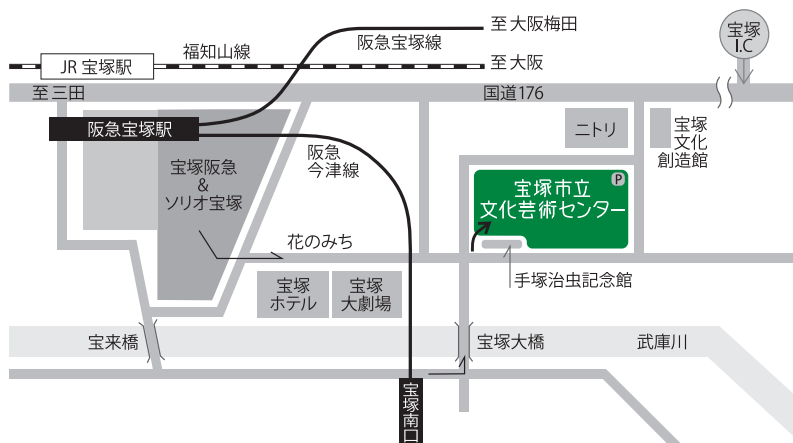 至 大阪梅田
阪急宝塚線
宝塚
I.C
福知山線
JR 宝塚駅
至 大阪
至 三田
国道176
阪急宝塚駅
ニトリ
宝塚
文化
創造館
阪急
今津線
宝塚阪急
&
ソリオ宝塚
P
宝塚市立
文化芸術センター
花のみち
手塚治虫記念館
宝塚
ホテル
宝塚
大劇場
宝来橋
宝塚大橋
武庫川
宝塚南口